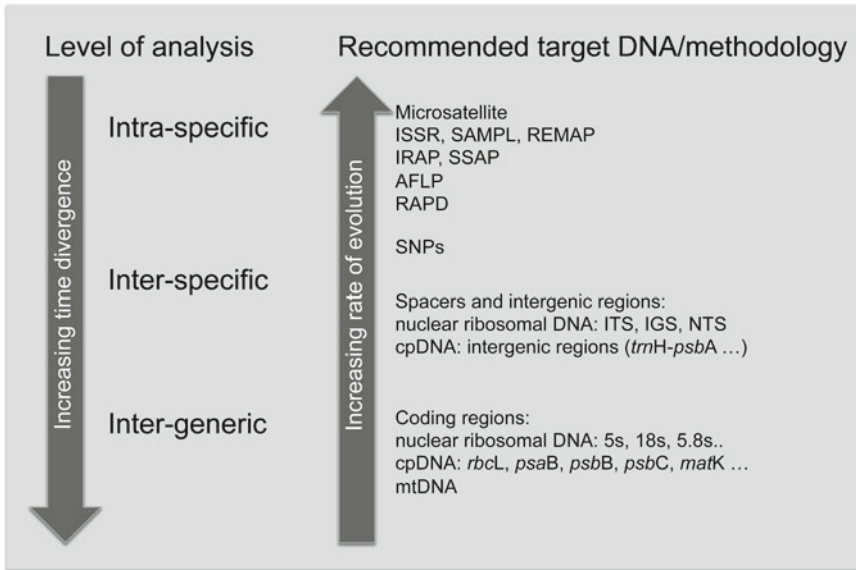 Level of analysis
Recommended target DNA/methodology
Increasing time divergence
Intra-specific
Inter-specific
Inter-generic
Increasing rate of evolution
Microsatellite
ISSR, SAMPL, REMAP
IRAP, SSAP
AFLP
RAPD
SNPs
Spacers and intergenic regions:
nuclear ribosomal DNA: ITS, IGS, NTS
cpDNA: intergenic regions (trnH-psbA ...)
Coding regions:
nuclear ribosomal DNA: 5s, 18s, 5.8s..
cpDNA: rbcL, psaB, psbB, psbC, matK ...
mtDNA